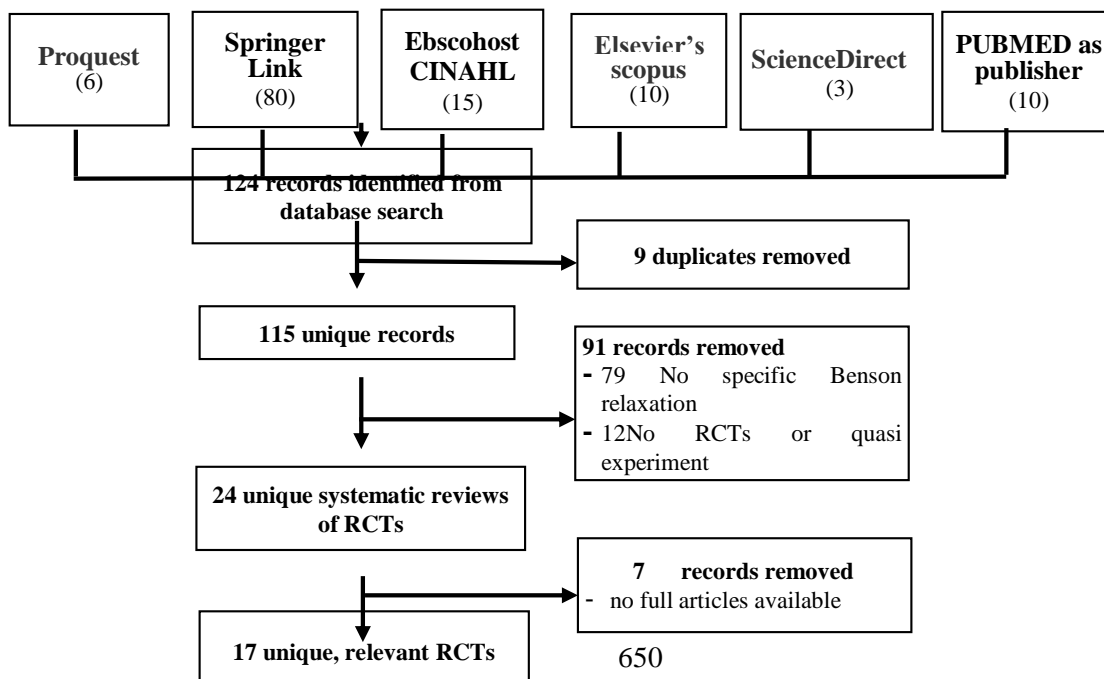 Proquest
(6)
Springer
Link
(80)
Ebscohost
CINAHL
(15)
Elsevier's
scopus
(10)
ScienceDirect
(3)
PUBMED as
publisher
(10)
124 records identified from
database search
9 duplicates removed
115 unique records
91 records removed
- 79 No specific Benson
relaxation
- 12No RCTs or quasi
experiment
24 unique systematic reviews
of RCTs
7 records removed
- no full articles available
17 unique, relevant RCTs
650